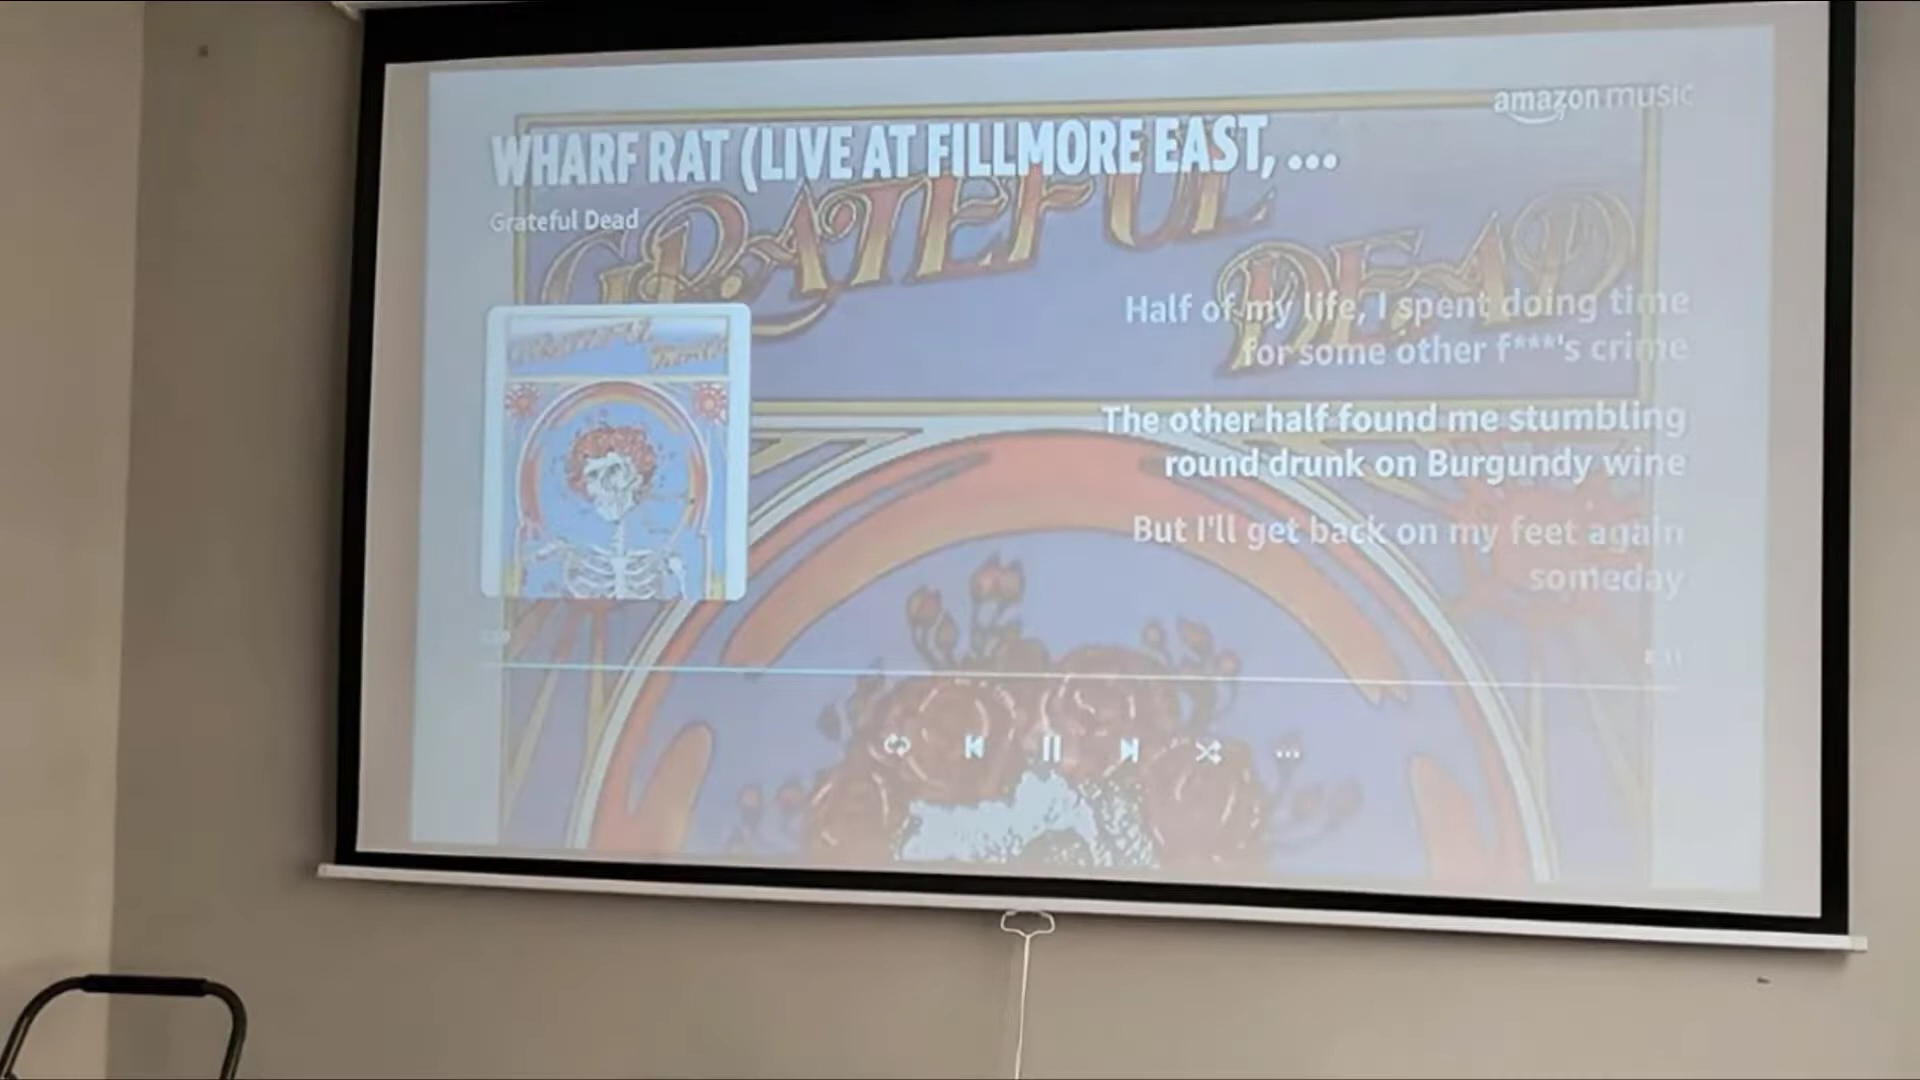 amazon music
WHARF RAT (LIVE AT FILLMORE EAST, ...
Grateful Dead
GRATEFUL
DEAD
Half of my life, I spent doing time
for some other f***'s crime
The other half found me stumbling
round drunk on Burgundy wine
But I'll get back on my feet again
someday